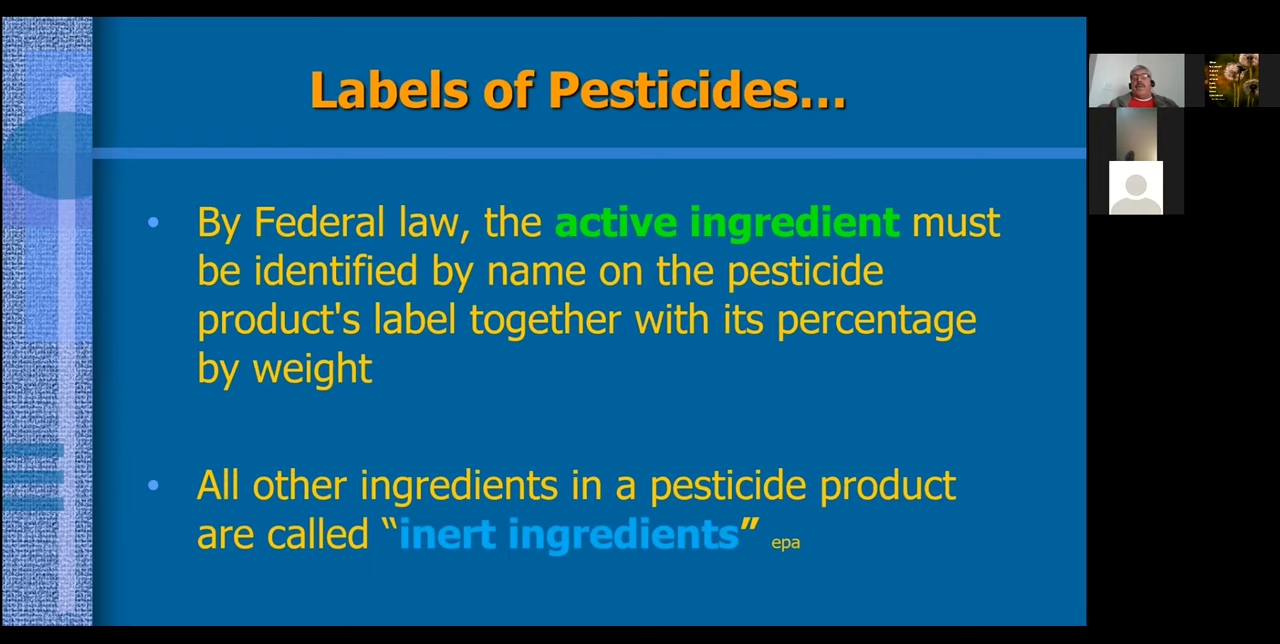 Labels of Pesticides...
• By Federal law, the active ingredient must
be identified by name on the pesticide
product's label together with its percentage
by weight
• All other ingredients in a pesticide product
are called “inert ingredients” epa